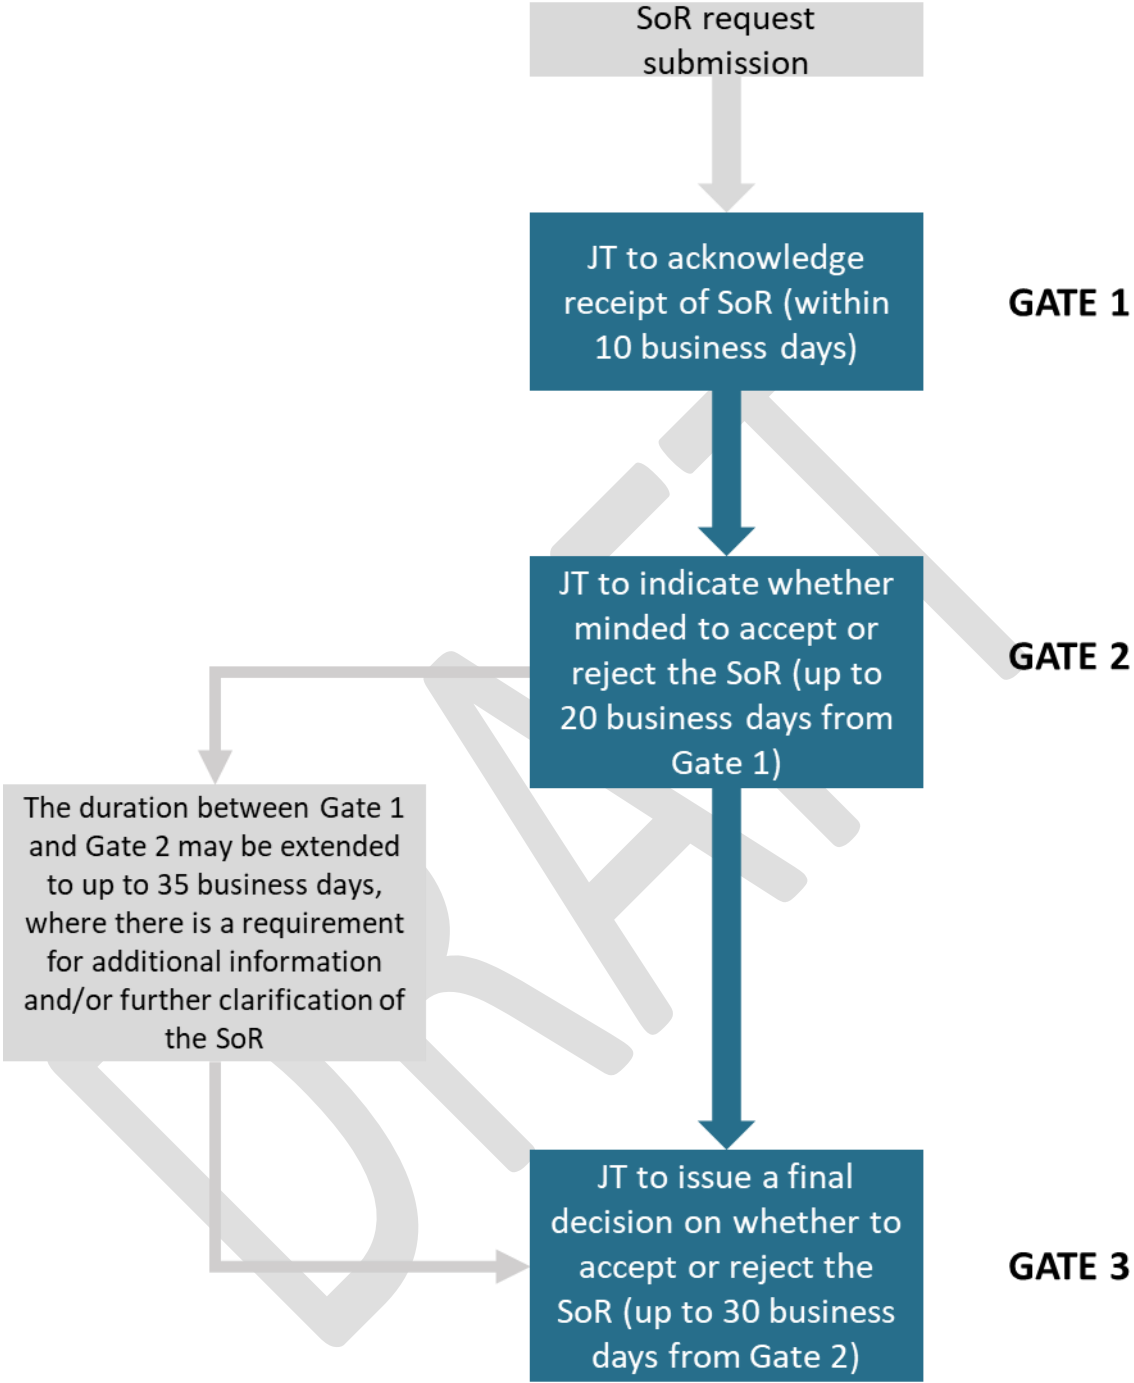 SoR request
submission
JT to acknowledge
receipt of SoR (within
10 business days)
GATE 1
JT to indicate whether
minded to accept or
reject the SoR (up to
20 business days from
Gate 1)
GATE 2
The duration between Gate 1
and Gate 2 may be extended
to up to 35 business days,
where there is a requirement
for additional information
and/or further clarification of
the SoR
JT to issue a final
decision on whether to
accept or reject the
SoR (up to 30 business
days from Gate 2)
GATE 3
DRAFT